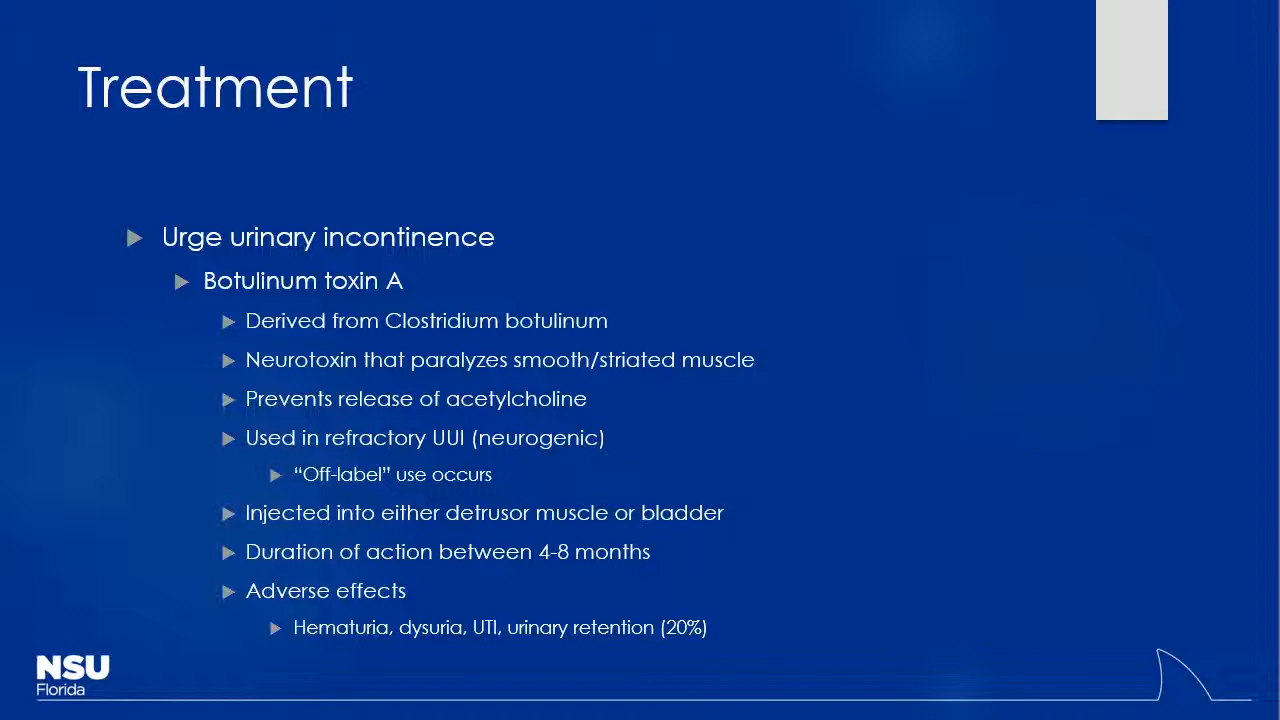 Treatment
Urge urinary incontinence
Botulinum toxin A
Derived from Clostridium botulinum
Neurotoxin that paralyzes smooth/striated muscle
Prevents release of acetylcholine
Used in refractory UUI (neurogenic)
“Off-label” use occurs
Injected into either detrusor muscle or bladder
Duration of action between 4-8 months
Adverse effects
Hematuria, dysuria, UTI, urinary retention (20%)
NSU
Florida